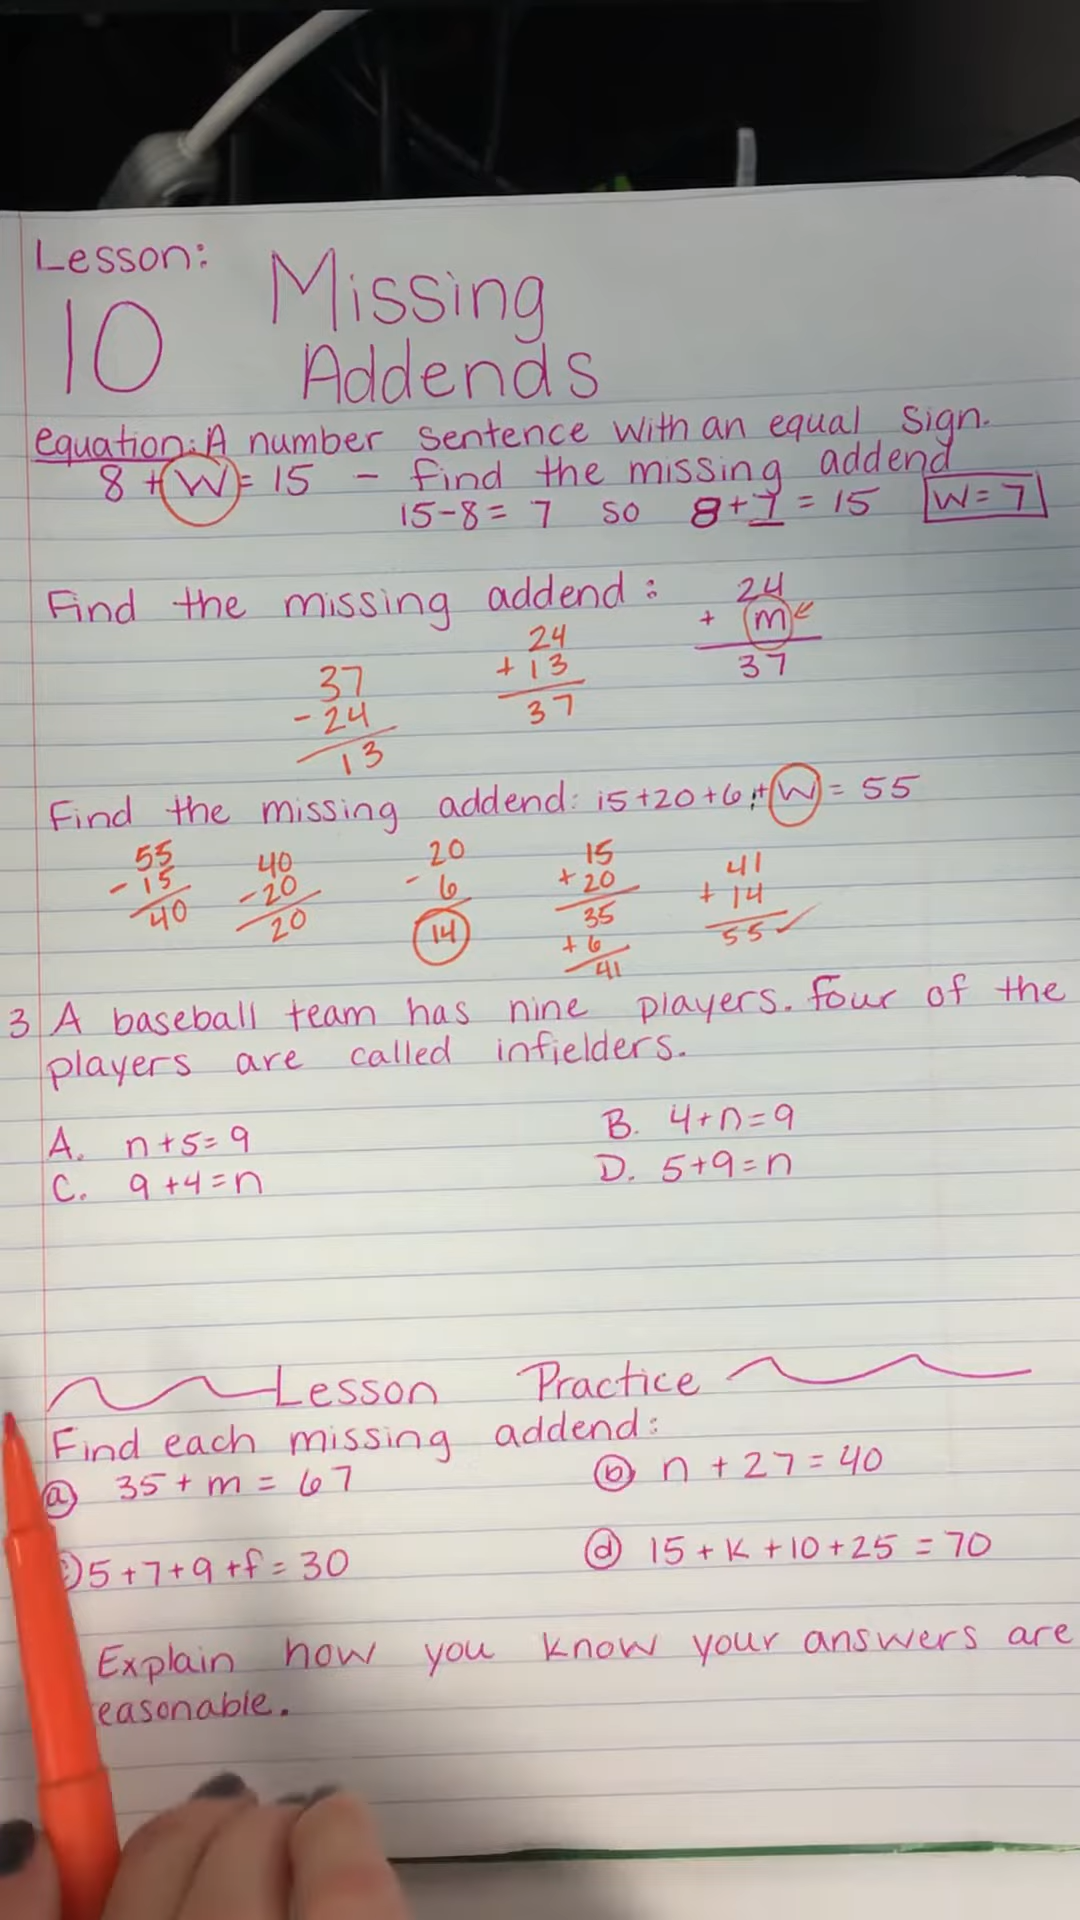 Lesson:
10
Missing
Addends
equation: A number sentence with an equal sign.
8 + w = 15 - find the missing addend
15-8 = 7 so 8+7 = 15 w = 7
Find the missing addend:
24
+ m
37
37
- 24
13
24
+ 13
37
Find the missing addend: 15+20+6+w = 55
55
- 15
40
40
- 20
20
20
- 6
14
15
+ 20
35
+ 6
41
41
+ 14
55 ✓
3 A baseball team has nine players. four of the
players are called infielders.
A. n+5=9
B. 4+n=9
C. 9+4=n
D. 5+9=n
Lesson Practice
Find each missing addend:
a 35 + m = 67
b n + 27 = 40
5+7+9+f = 30
d 15 + k + 10 + 25 = 70
Explain how you know your answers are
easonable.